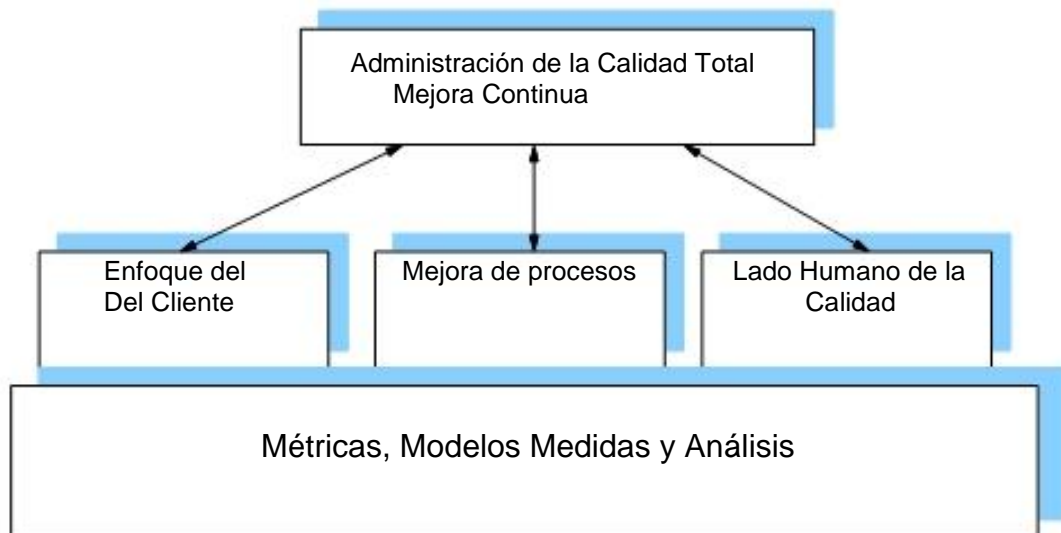 Administración de la Calidad Total
Mejora Continua
Enfoque del
Del Cliente
Mejora de procesos
Lado Humano de la
Calidad
Métricas, Modelos Medidas y Análisis